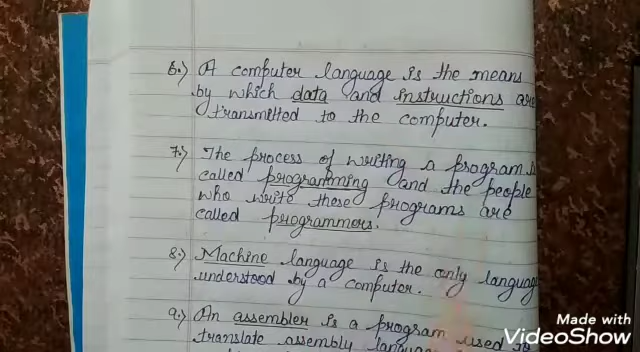 6.) A computer language is the means
by which data and instructions are
transmitted to the computer.
7.) The process of writing a program is
called programming and the people
who write these programs are
called programmers.
8.) Machine language is the only language
understood by a computer.
9.) An assembler is a program used to
translate assembly language
Made with
VideoShow